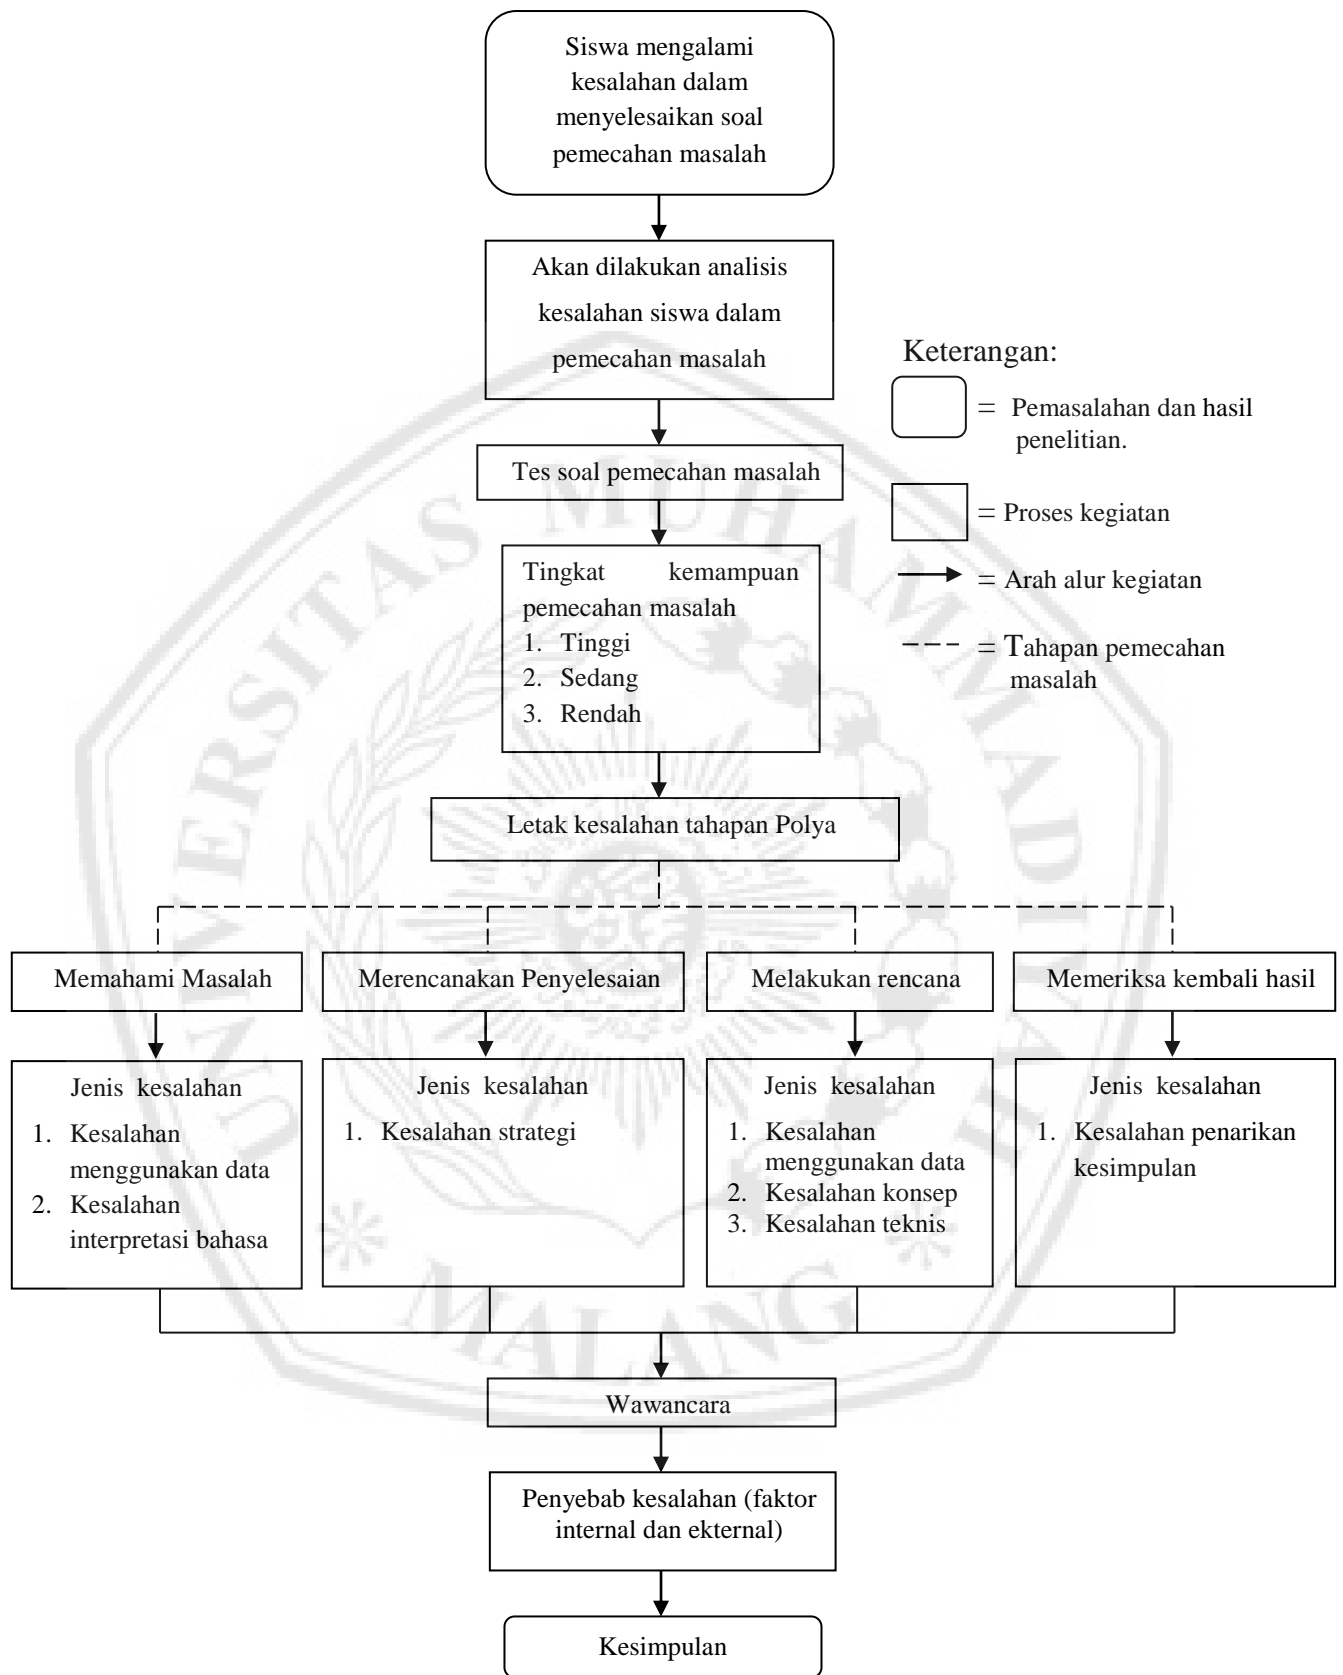 Siswa mengalami
kesalahan dalam
menyelesaikan soal
pemecahan masalah
Akan dilakukan analisis
kesalahan siswa dalam
pemecahan masalah
Keterangan:
= Pemasalahan dan hasil
penelitian.
Tes soal pemecahan masalah
= Proses kegiatan
Tingkat kemampuan
pemecahan masalah
1. Tinggi
2. Sedang
3. Rendah
= Arah alur kegiatan
= Tahapan pemecahan
masalah
Letak kesalahan tahapan Polya
Memahami Masalah
Merencanakan Penyelesaian
Melakukan rencana
Memeriksa kembali hasil
Jenis kesalahan
1. Kesalahan
menggunakan data
2. Kesalahan
interpretasi bahasa
Jenis kesalahan
1. Kesalahan strategi
Jenis kesalahan
1. Kesalahan
menggunakan data
2. Kesalahan konsep
3. Kesalahan teknis
Jenis kesalahan
1. Kesalahan penarikan
kesimpulan
Wawancara
Penyebab kesalahan (faktor
internal dan ekternal)
Kesimpulan
UNIVERSITAS MUHAMMADIYAH
MALANG